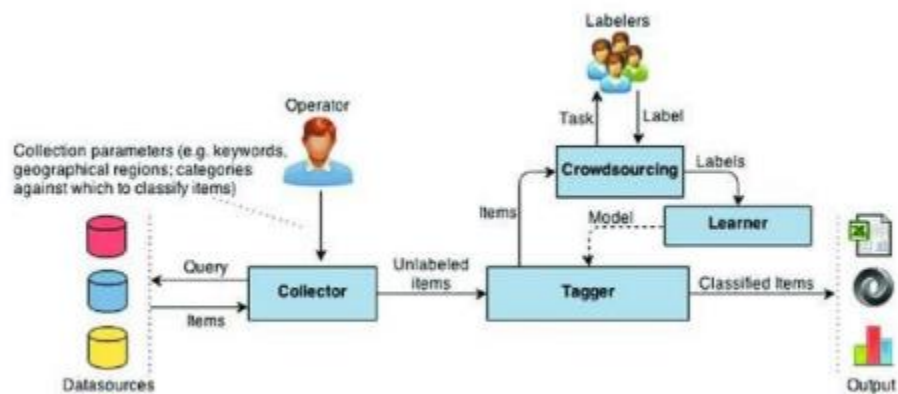 Labelers
Operator
Task
Label
Collection parameters (e.g. keywords,
geographical regions; categories
against which to classify items)
Crowdsourcing
Labels
Items
Model
Learner
Query
Collector
Unlabeled
items
Tagger
Classified Items
Items
Datasources
Output